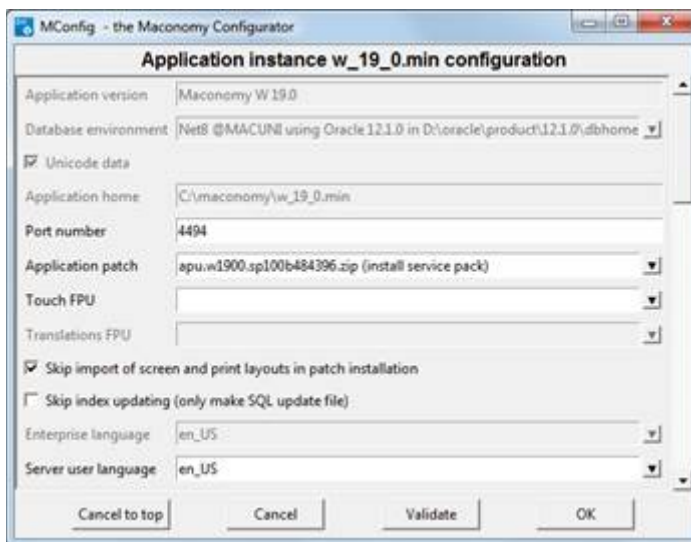 MConfig - the Maconomy Configurator
Application instance w_19_0.min configuration
Application version Maconomy W 19.0
Database environment Net8 @MACUNI using Oracle 12.1.0 in D:\oracle\product\12.1.0\dbhome
Unicode data
Application home C:\maconomy\w_19_0.min
Port number 4494
Application patch apu.w1900.sp100b484396.zip (install service pack)
Touch FPU
Translations FPU
Skip import of screen and print layouts in patch installation
Skip index updating (only make SQL update file)
Enterprise language en_US
Server user language en_US
Cancel to top Cancel Validate OK